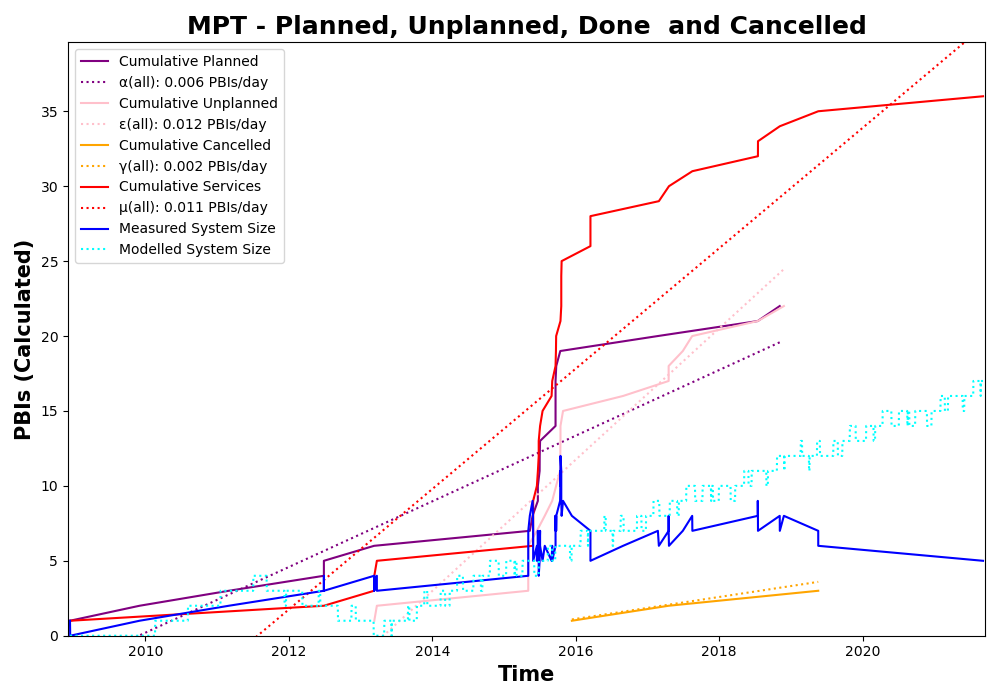 MPT - Planned, Unplanned, Done  and Cancelled
Cumulative Planned
α(all): 0.006 PBIs/day
Cumulative Unplanned
ε(all): 0.012 PBIs/day
Cumulative Cancelled
γ(all): 0.002 PBIs/day
Cumulative Services
μ(all): 0.011 PBIs/day
Measured System Size
Modelled System Size
PBIs (Calculated)
35
30
25
20
15
10
5
0
2010 2012 2014 2016 2018 2020
Time